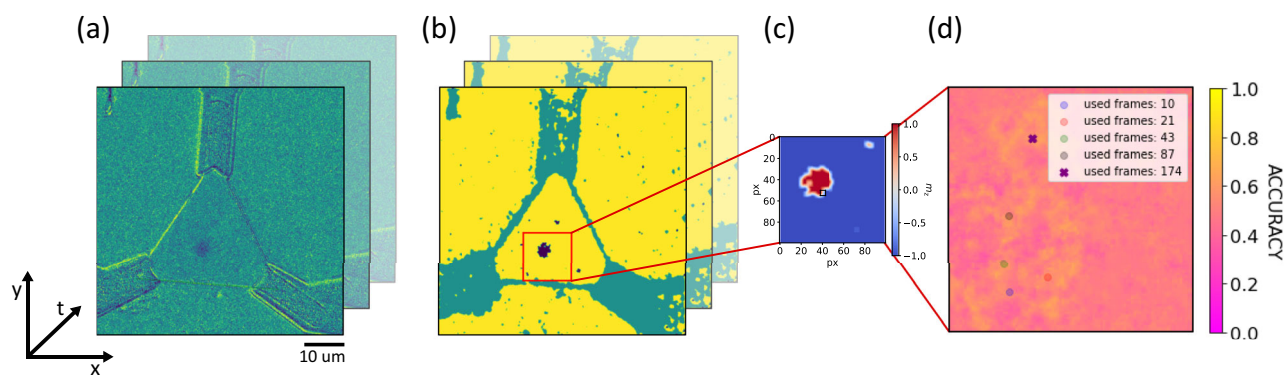 (a)
(b)
(c)
(d)
y
t
x
10 um
0
20
40
60
80
px
0 20 40 60 80
px
1.0
0.5
0.0
−0.5
−1.0
m_z
used frames: 10
used frames: 21
used frames: 43
used frames: 87
used frames: 174
1.0
0.8
0.6
0.4
0.2
0.0
ACCURACY